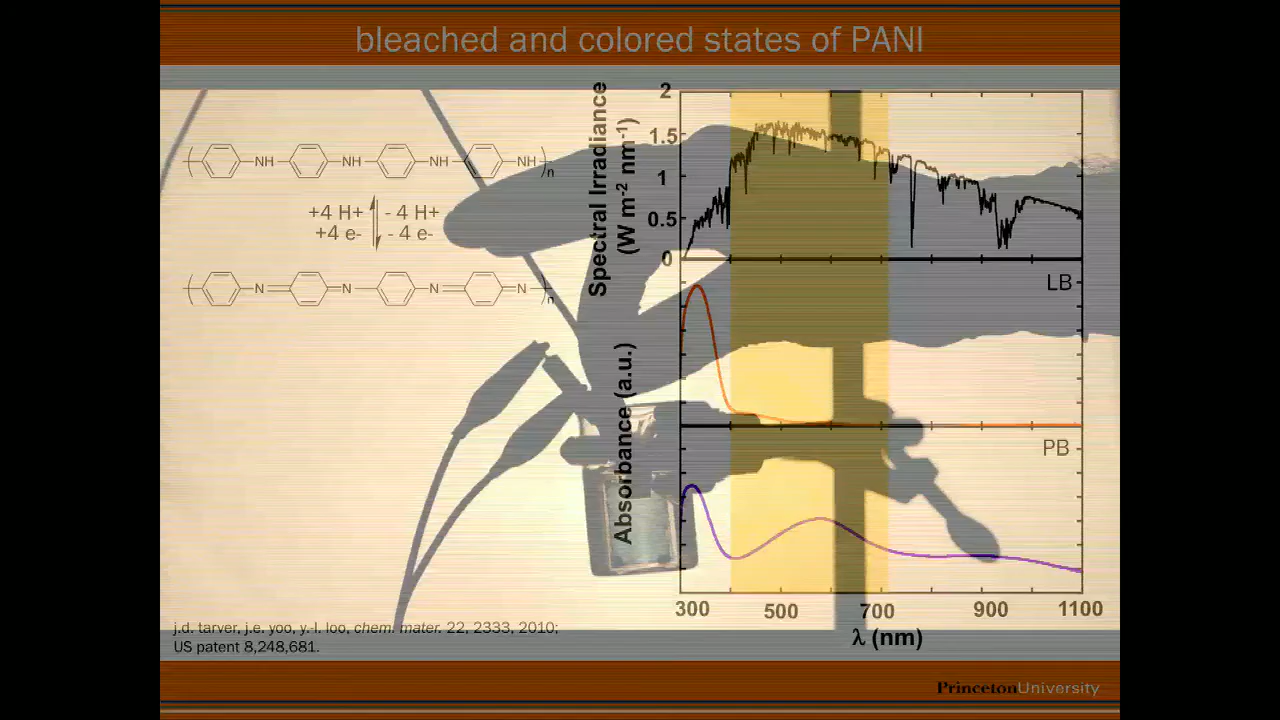 bleached and colored states of PANI
NH NH NH NH n
+4 H+ - 4 H+
+4 e- - 4 e-
N N N N n
Spectral Irradiance
(W m-2 nm-1)
2
1.5
1
0.5
0
LB
Absorbance (a.u.)
PB
300 500 700 900 1100
λ (nm)
j.d. tarver, j.e. yoo, y.-l. loo, chem. mater. 22, 2333, 2010;
US patent 8,248,681.
PrincetonUniversity